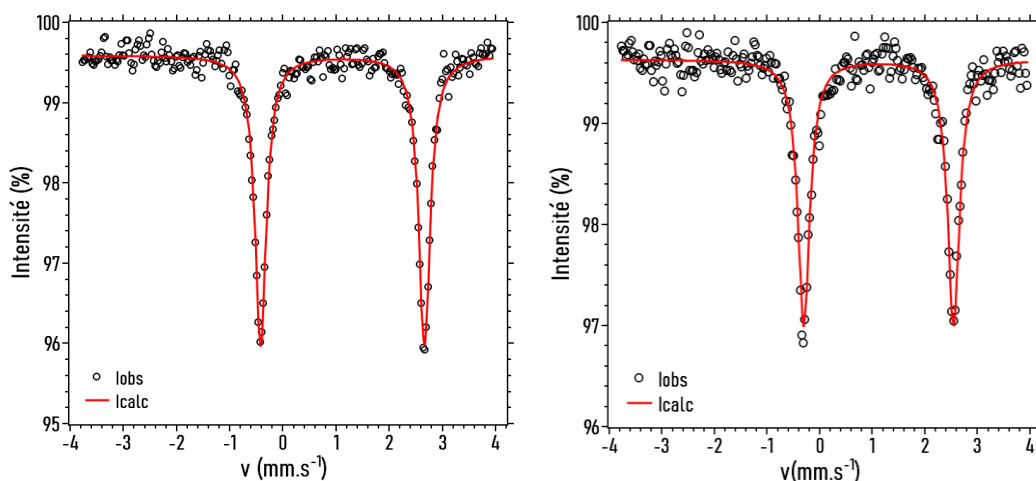 100
99
98
97
96
95
Intensité (%)
Iobs
Icalc
-4 -3 -2 -1 0 1 2 3 4
v (mm.s-1)
100
99
98
97
96
Intensité (%)
Iobs
Icalc
-4 -3 -2 -1 0 1 2 3 4
v(mm.s-1)